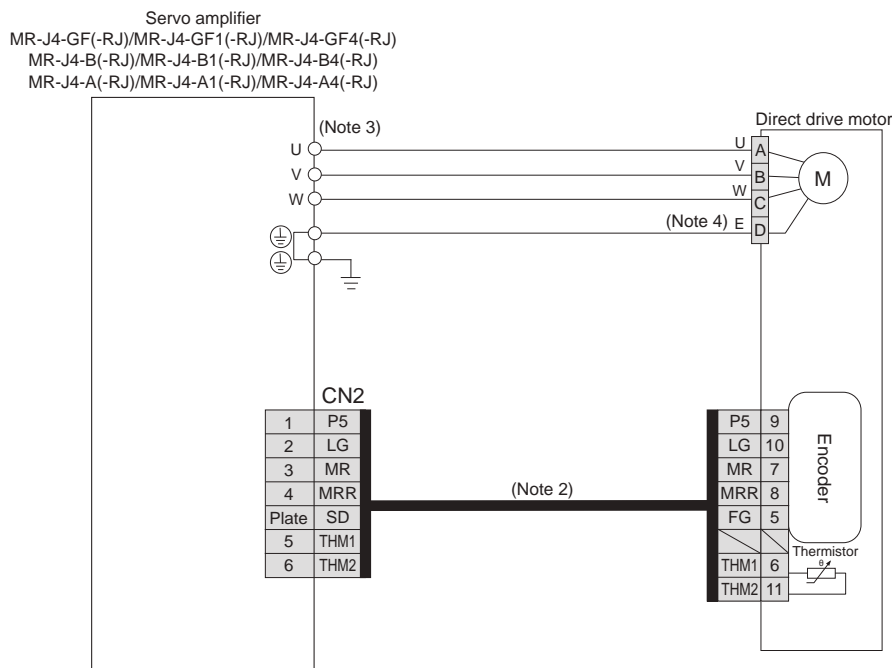 Servo amplifier
MR-J4-GF(-RJ)/MR-J4-GF1(-RJ)/MR-J4-GF4(-RJ)
MR-J4-B(-RJ)/MR-J4-B1(-RJ)/MR-J4-B4(-RJ)
MR-J4-A(-RJ)/MR-J4-A1(-RJ)/MR-J4-A4(-RJ)
Direct drive motor
(Note 3)
U U A
V V B
W W C
(Note 4) E D
M
CN2
1 P5
2 LG
3 MR
4 MRR
Plate SD
5 THM1
6 THM2
(Note 2)
P5 9
LG 10
MR 7
MRR 8
FG 5
THM1 6
THM2 11
Encoder
Thermistor
θ